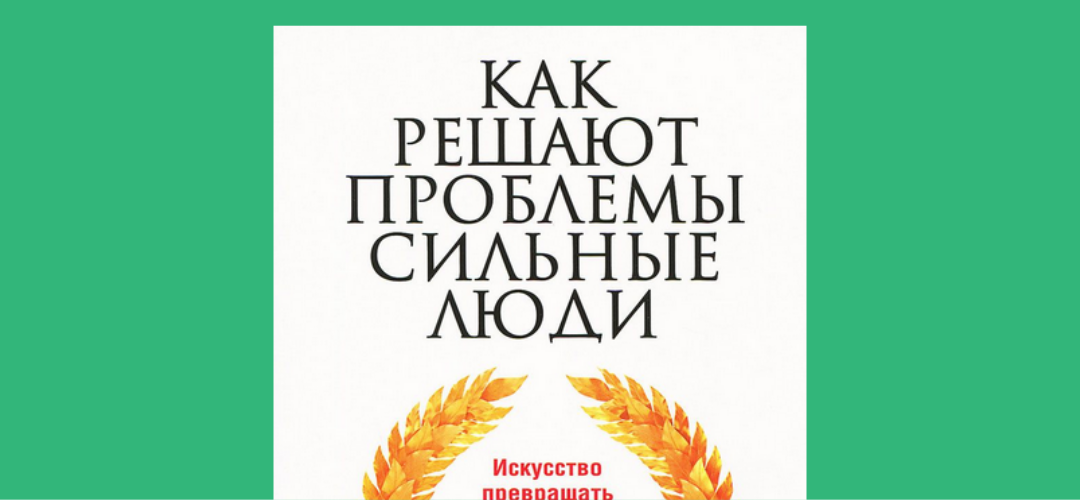 КАК
РЕШАЮТ
ПРОБЛЕМЫ
СИЛЬНЫЕ
ЛЮДИ
Искусство
превращать